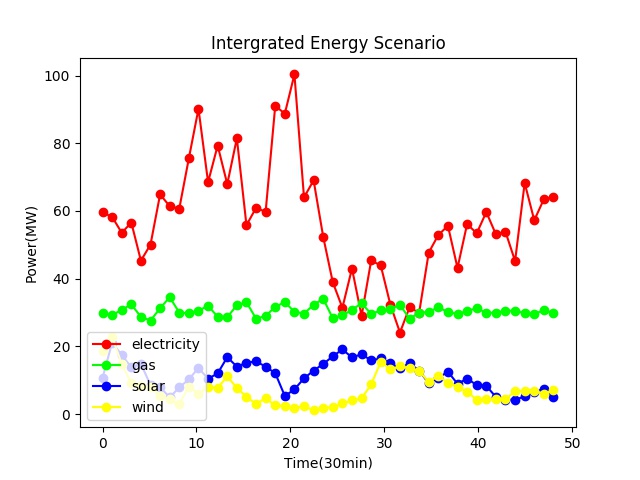 Intergrated Energy Scenario
Power(MW)
100
80
60
40
20
0
electricity
gas
solar
wind
0 10 20 30 40 50
Time(30min)